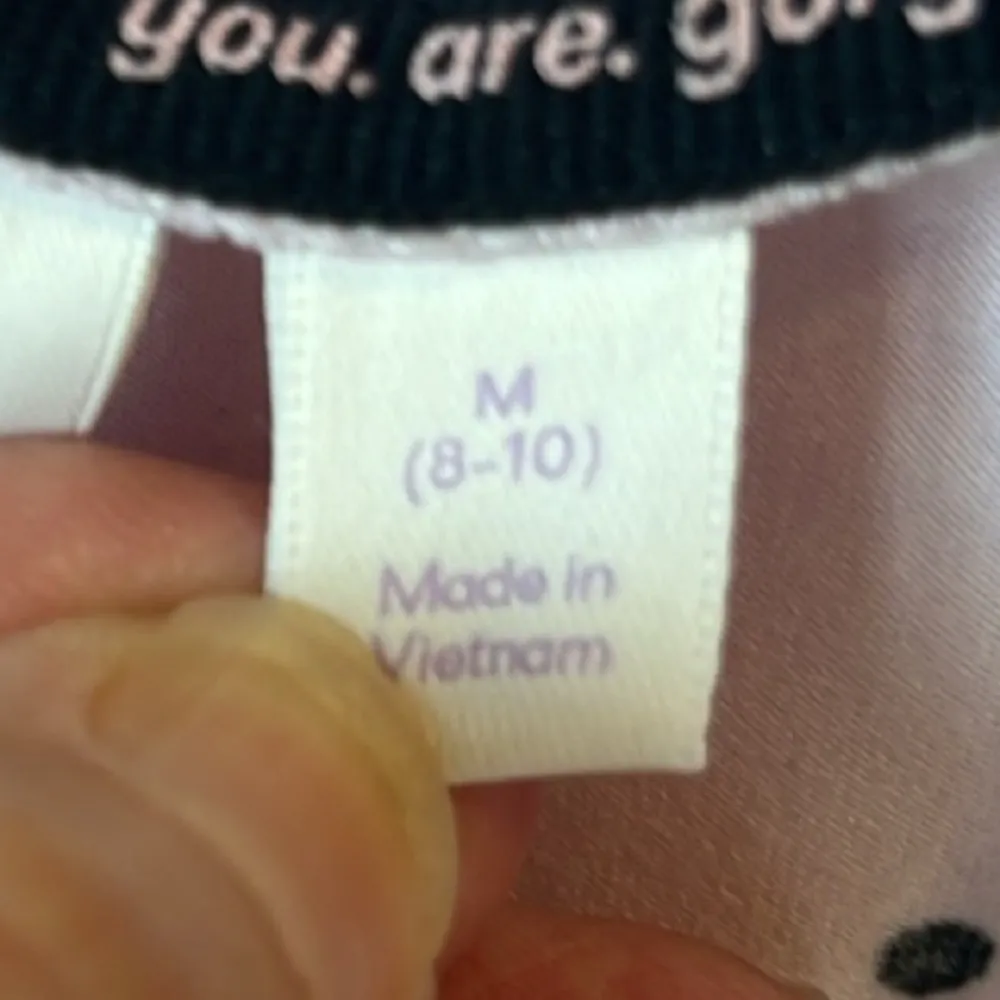 you. are.
M
(8-10)
Made in
Vietnam